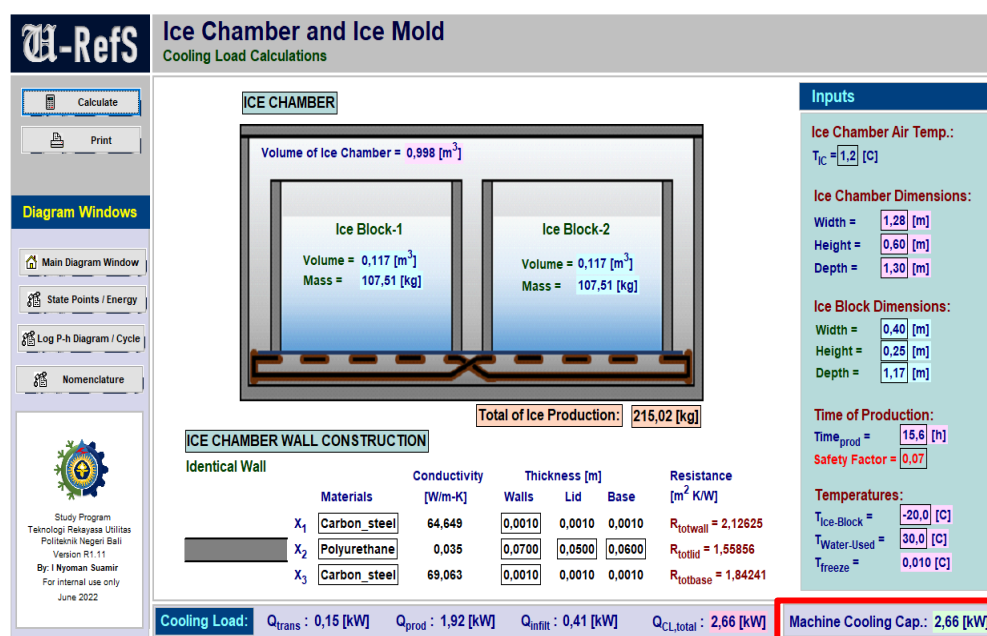 U-RefS
Ice Chamber and Ice Mold
Cooling Load Calculations
Calculate
Print
Diagram Windows
Main Diagram Window
State Points / Energy
Log P-h Diagram / Cycle
Nomenclature
Study Program
Teknologi Rekayasa Utilitas
Politeknik Negeri Bali
Version R1.11
By: I Nyoman Suamir
For internal use only
June 2022
ICE CHAMBER
Volume of Ice Chamber = 0,998 [m³]
Ice Block-1
Volume = 0,117 [m³]
Mass = 107,51 [kg]
Ice Block-2
Volume = 0,117 [m³]
Mass = 107,51 [kg]
Total of Ice Production: 215,02 [kg]
ICE CHAMBER WALL CONSTRUCTION
Identical Wall
Conductivity Thickness [m] Resistance
Materials [W/m-K] Walls Lid Base [m² K/W]
X₁ Carbon_steel 64,649 0,0010 0,0010 0,0010 Rtotwall = 2,12625
X₂ Polyurethane 0,035 0,0700 0,0500 0,0600 Rtotlid = 1,55856
X₃ Carbon_steel 69,063 0,0010 0,0010 0,0010 Rtotbase = 1,84241
Inputs
Ice Chamber Air Temp.:
TIC = 1,2 [C]
Ice Chamber Dimensions:
Width = 1,28 [m]
Height = 0,60 [m]
Depth = 1,30 [m]
Ice Block Dimensions:
Width = 0,40 [m]
Height = 0,25 [m]
Depth = 1,17 [m]
Time of Production:
Timeprod = 15,6 [h]
Safety Factor = 0,07
Temperatures:
TIce-Block = -20,0 [C]
TWater-Used = 30,0 [C]
Tfreeze = 0,010 [C]
Cooling Load: Qtrans : 0,15 [kW] Qprod : 1,92 [kW] Qinfilt : 0,41 [kW] QCL,total : 2,66 [kW] Machine Cooling Cap.: 2,66 [kW]